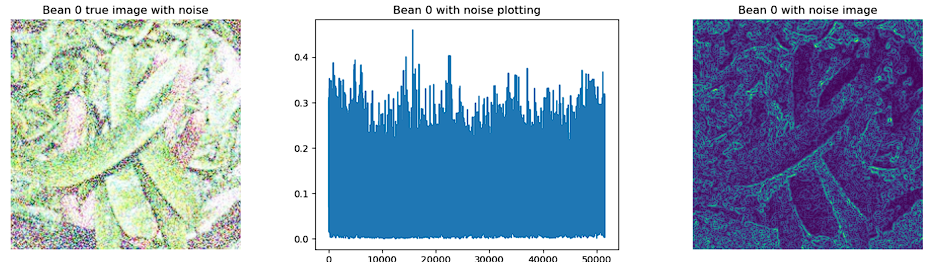 Bean 0 true image with noise
Bean 0 with noise plotting
Bean 0 with noise image
0.4
0.3
0.2
0.1
0.0
0 10000 20000 30000 40000 50000